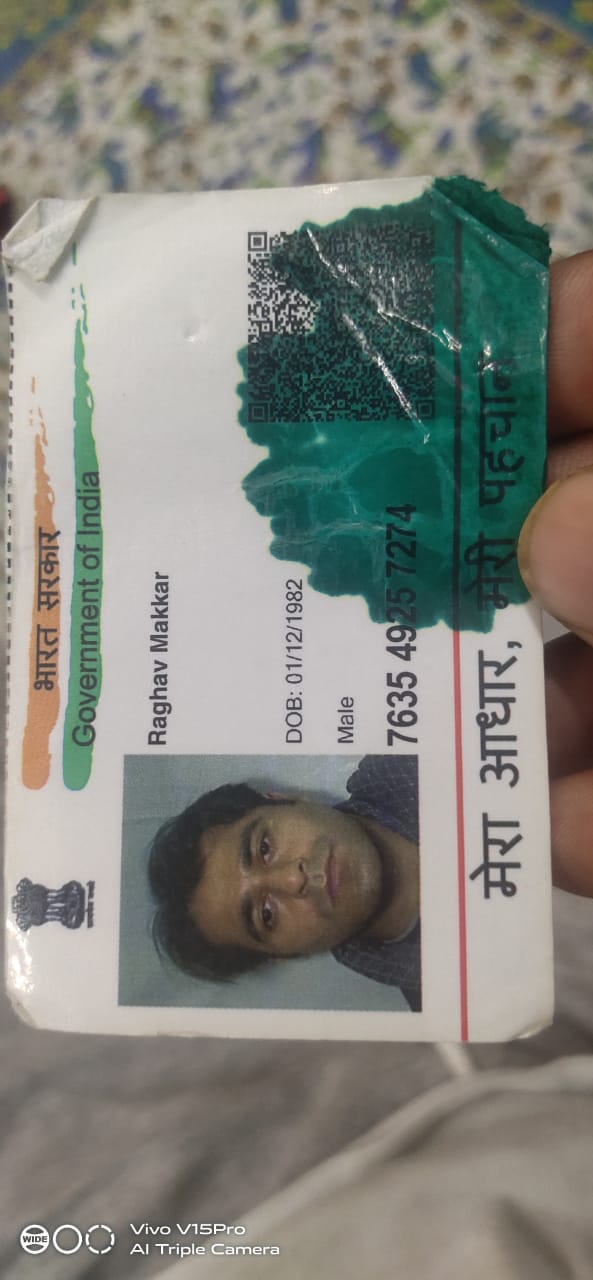 भारत सरकार
Government of India
Raghav Makkar
DOB: 01/12/1982
Male
7635 4925 7274
मेरा आधार, मेरी पहचान
Vivo V15Pro
AI Triple Camera
WIDE